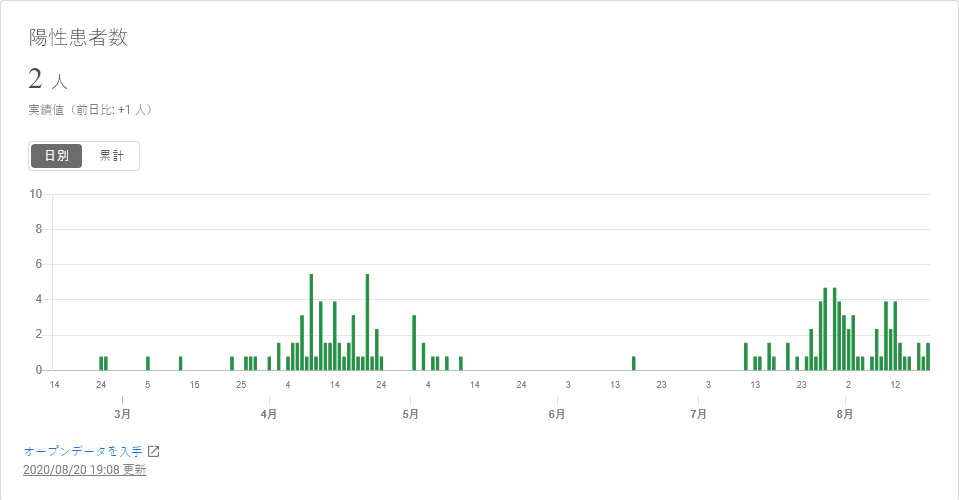 陽性患者数
2 人
実績値（前日比: +1 人）
日別 累計
10
8
6
4
2
0
14 24 5 15 25 4 14 24 4 14 24 3 13 23 3 13 23 2 12
3月 4月 5月 6月 7月 8月
オープンデータを入手
2020/08/20 19:08 更新